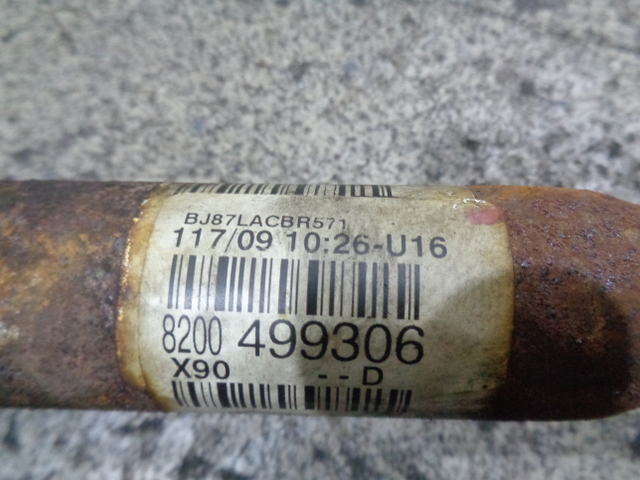 BJ87LACBR571
117/09 10:26-U16
8200 499306
X90 - - D